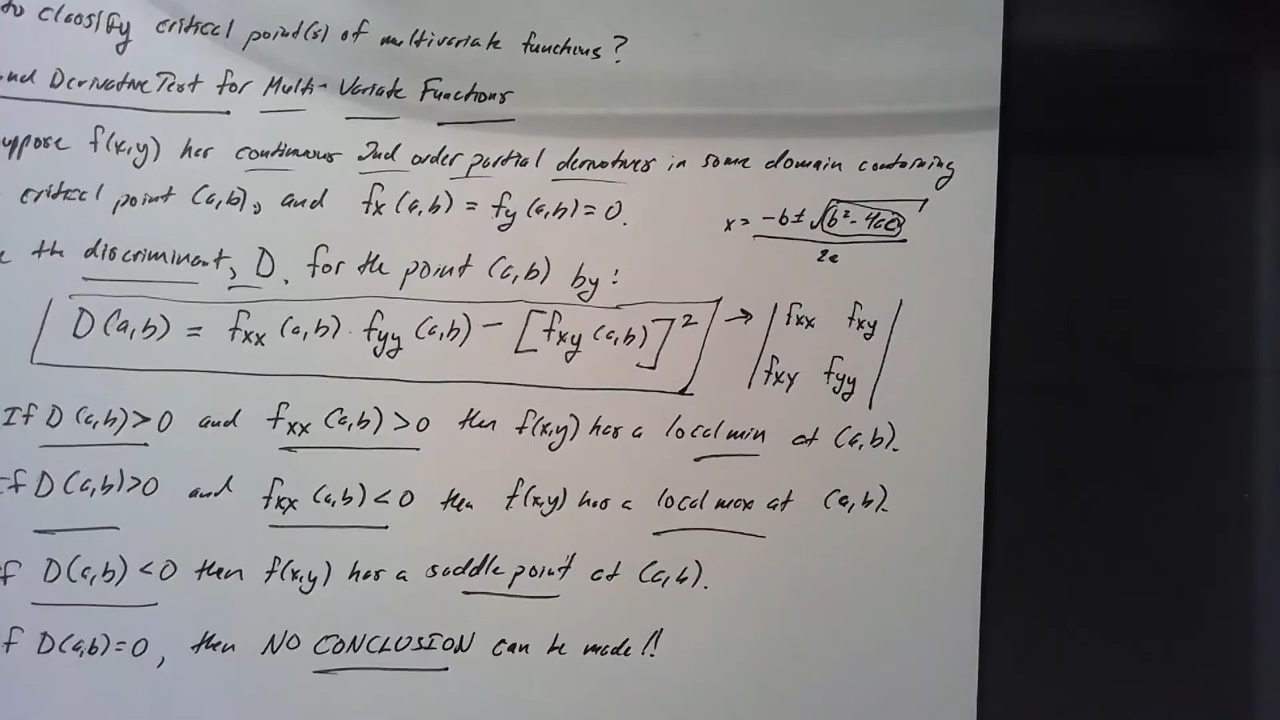 to classify critical point(s) of multivariate functions?
2nd Derivative Test for Multi-Variate Functions
uppose f(x,y) has continuous 2nd order partial derivatives in some domain containing
critical point (a,b), and fx (a,b) = fy (a,b) = 0.
x = -b ± √b² - 4ac / 2a
e the discriminant, D, for the point (a,b) by:
D(a,b) = fxx (a,b) · fyy (a,b) - [fxy (a,b)]² → | fxx fxy
fxy fyy |
If D(a,b) > 0 and fxx (a,b) > 0 then f(x,y) has a local min at (a,b).
If D(a,b) > 0 and fxx (a,b) < 0 then f(x,y) has a local max at (a,b).
f D(a,b) < 0 then f(x,y) has a saddle point at (a,b).
f D(a,b) = 0, then NO CONCLUSION can be made!!